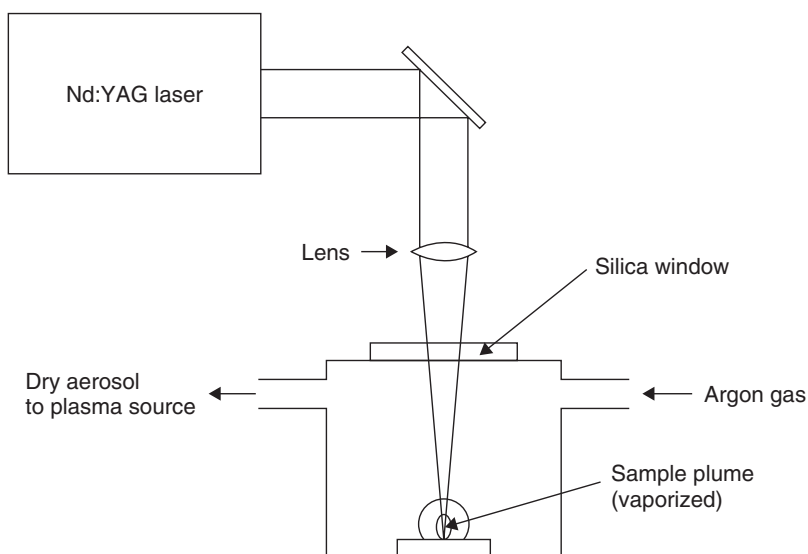 Nd:YAG laser
Lens
Silica window
Dry aerosol
to plasma source
Argon gas
Sample plume
(vaporized)